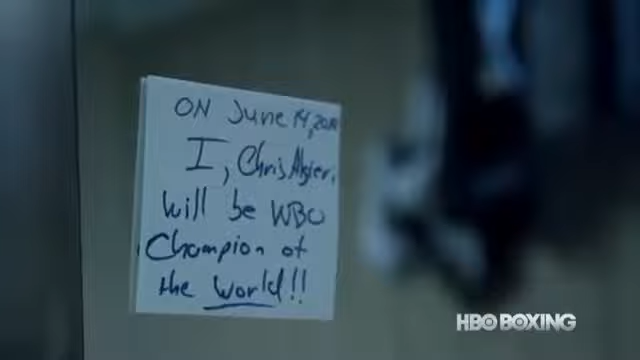 ON June 14, 2014
I, Chris Algieri,
will be WBO
Champion of
the world!!
HBO BOXING